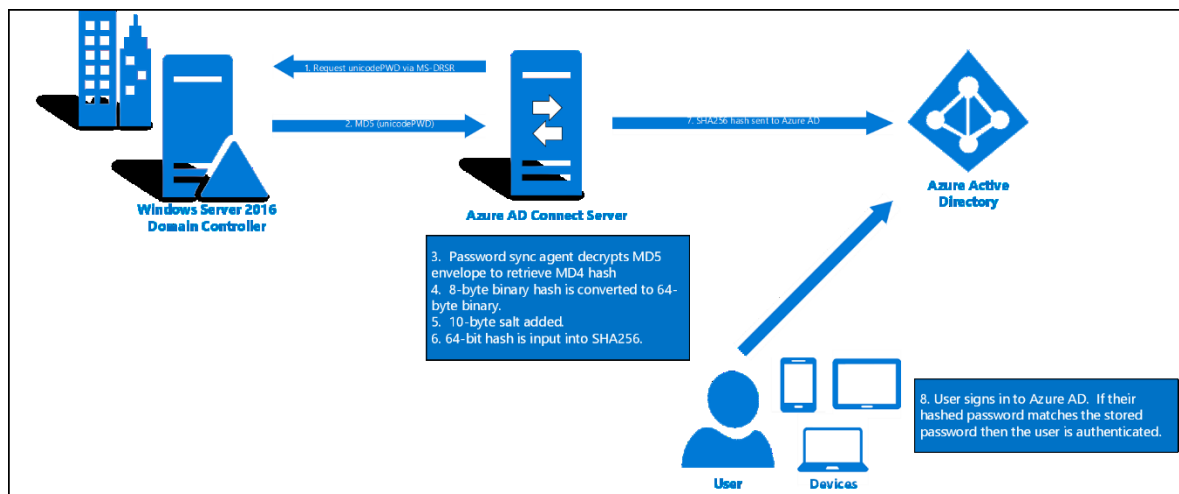 1. Request unicodePWD via MS-DRSR
2. MD5 (unicodePWD)
7. SHA256 hash sent to Azure AD
Windows Server 2016
Domain Controller
Azure AD Connect Server
Azure Active
Directory
3.  Password sync agent decrypts MD5
envelope to retrieve MD4 hash
4.  8-byte binary hash is converted to 64-
byte binary.
5.  10-byte salt added.
6. 64-bit hash is input into SHA256.
8. User signs in to Azure AD.  If their
hashed password matches the stored
password then the user is authenticated.
User
Devices